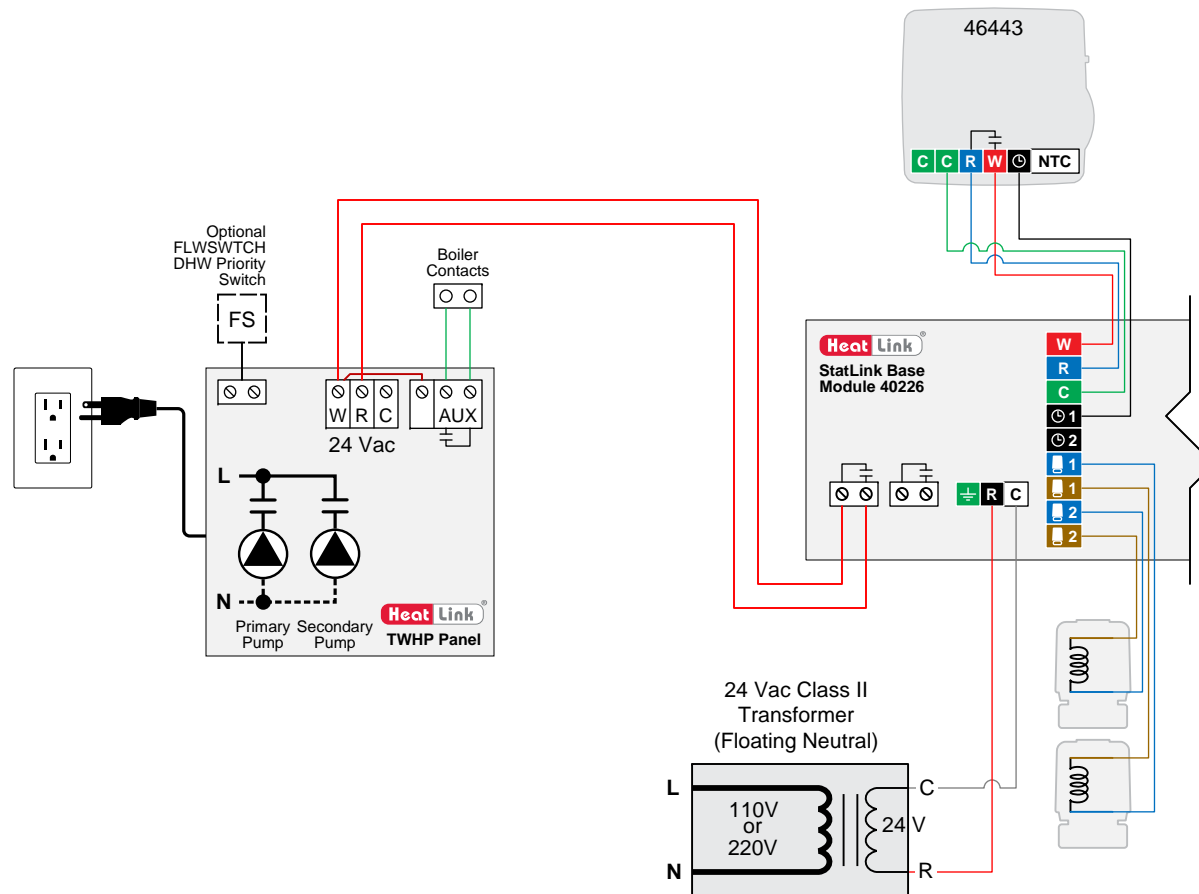 46443
C C R W NTC
Optional
FLWSWTCH
DHW Priority
Switch
FS
Boiler
Contacts
W R C
AUX
24 Vac
L
N
Primary
Pump
Secondary
Pump
Heat Link®
TWHP Panel
Heat Link®
StatLink Base
Module 40226
W
R
C
1
2
1
1
2
2
R C
24 Vac Class II
Transformer
(Floating Neutral)
L
N
110V
or
220V
24 V
C
R